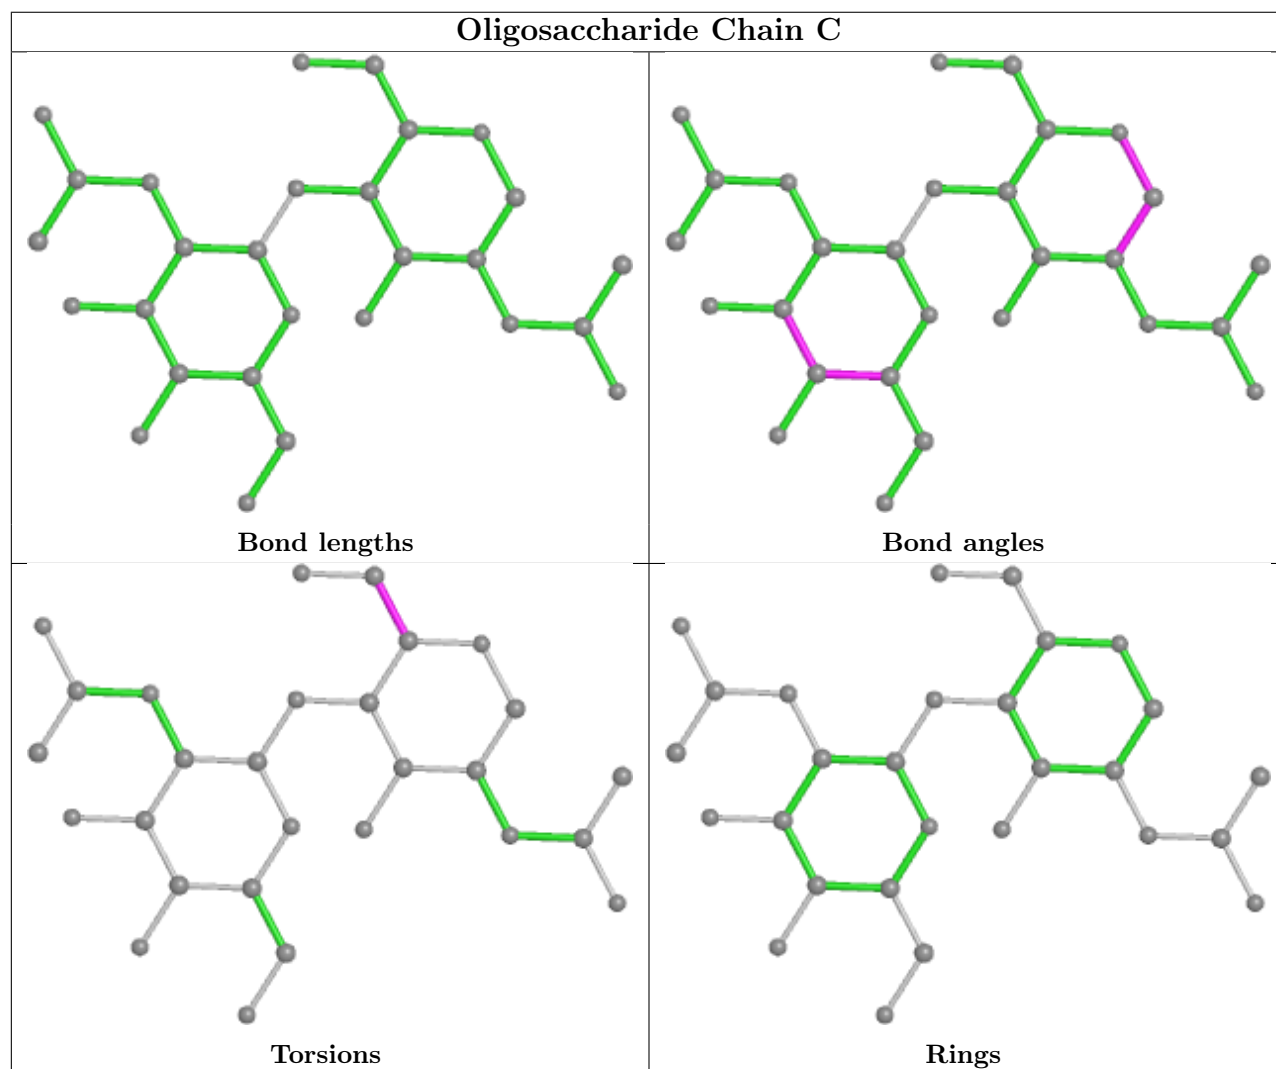 Oligosaccharide Chain C
Bond lengths
Bond angles
Torsions
Rings